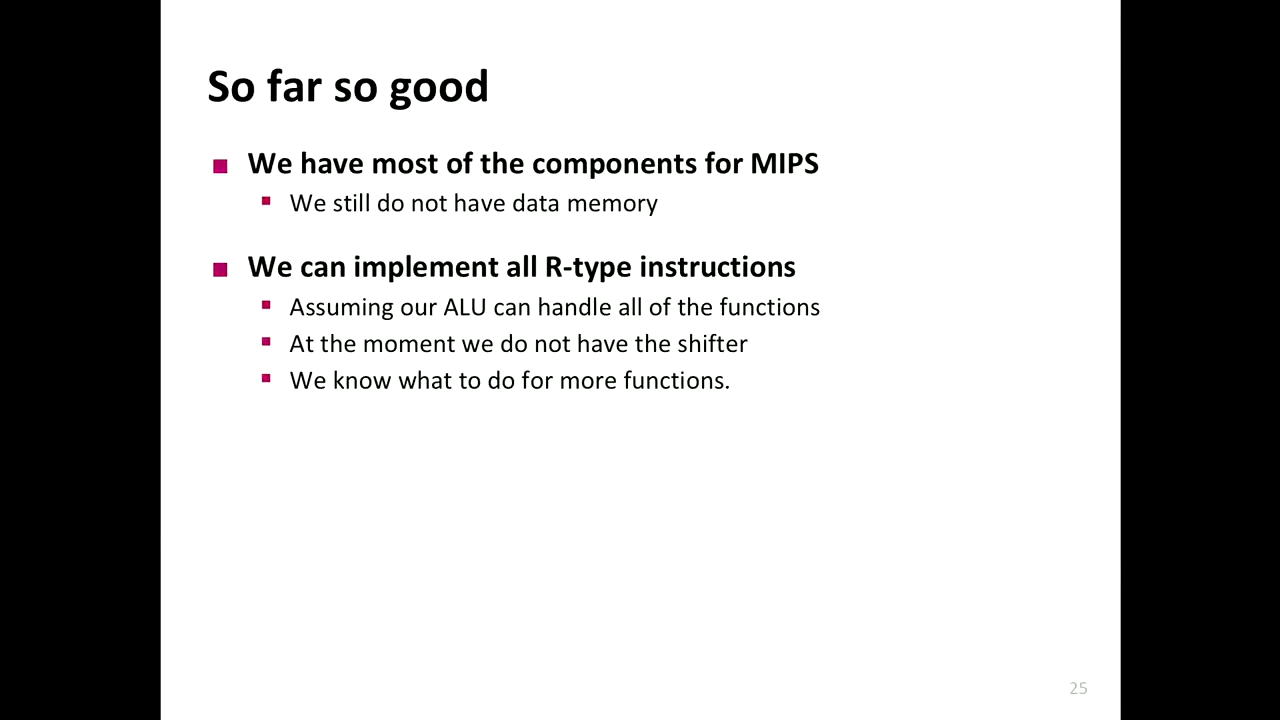 So far so good
We have most of the components for MIPS
We still do not have data memory
We can implement all R-type instructions
Assuming our ALU can handle all of the functions
At the moment we do not have the shifter
We know what to do for more functions.
25